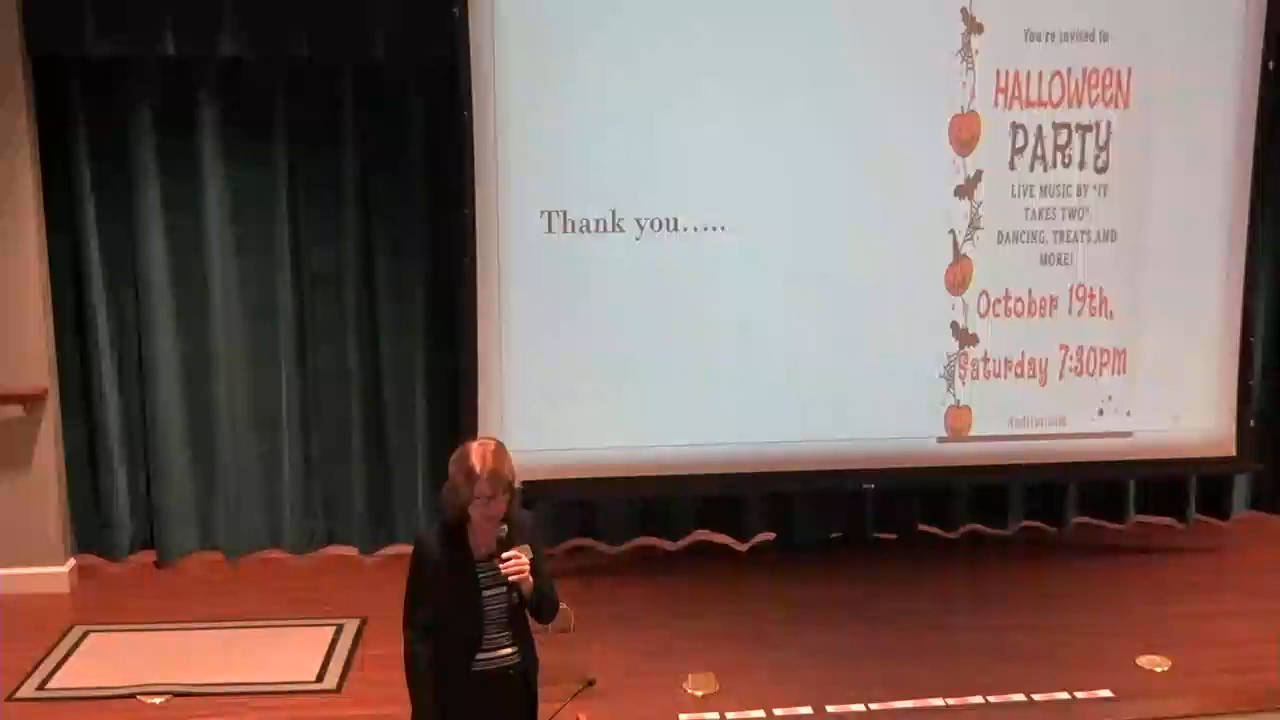 Thank you.....
You're invited to
HALLOWEEN
PARTY
LIVE MUSIC BY "IT
TAKES TWO",
DANCING, TREATS AND
MORE!
October 19th,
Saturday 7:30PM
Auditorium